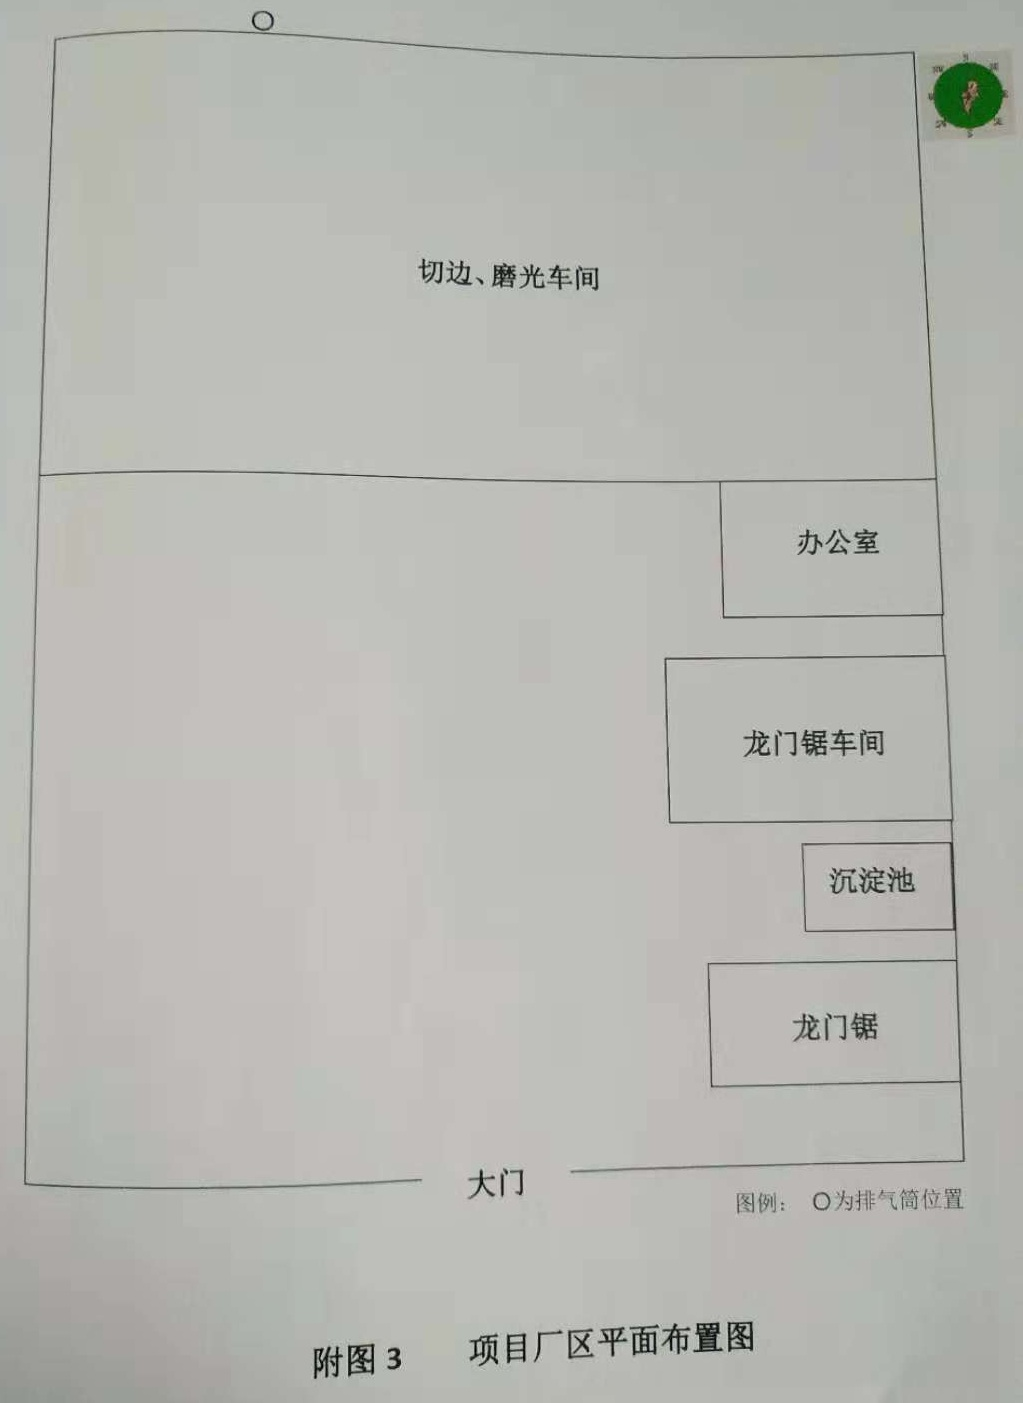 切边、磨光车间
办公室
龙门锯车间
沉淀池
龙门锯
大门
图例： O为排气筒位置
附图 3 项目厂区平面布置图